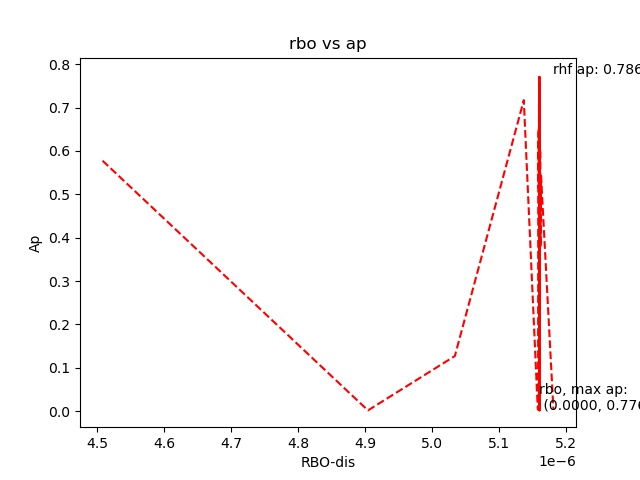 rbo vs ap
rhf ap: 0.786
0.8
0.7
0.6
0.5
0.4
0.3
0.2
0.1
0.0
Ap
rbo, max ap:
(0.0000, 0.776
4.5 4.6 4.7 4.8 4.9 5.0 5.1 5.2
1e−6
RBO-dis